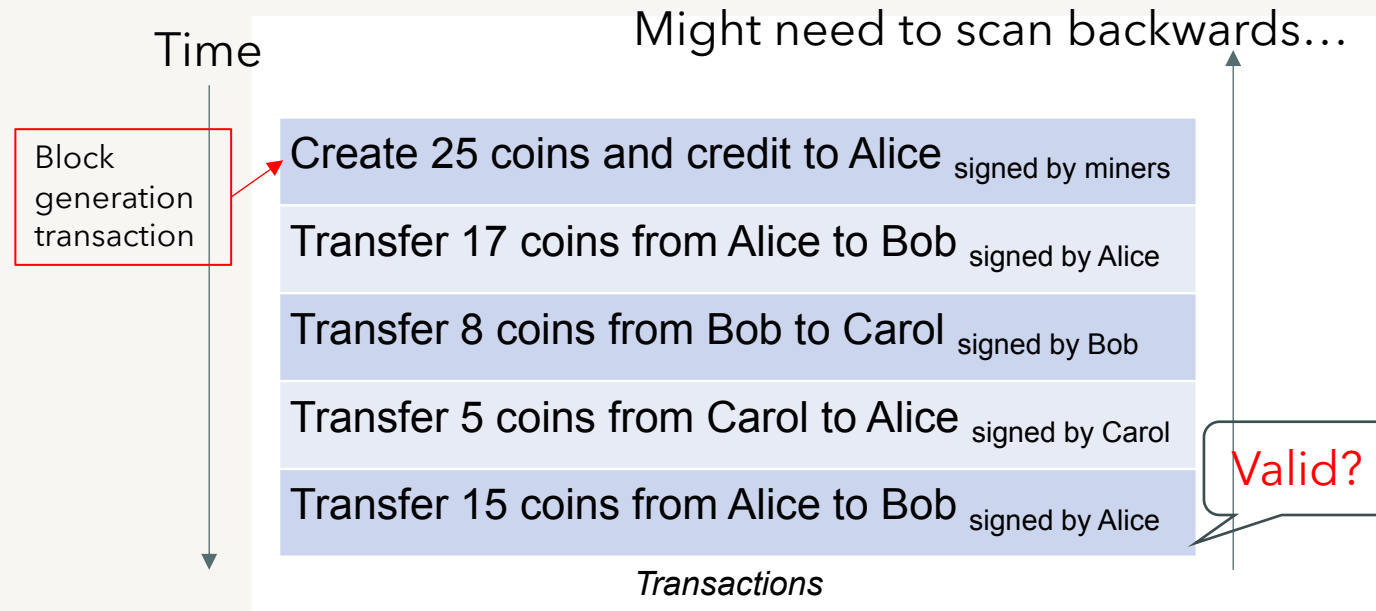 Time
Might need to scan backwards…
Block
generation
transaction
Create 25 coins and credit to Alice signed by miners
Transfer 17 coins from Alice to Bob signed by Alice
Transfer 8 coins from Bob to Carol signed by Bob
Transfer 5 coins from Carol to Alice signed by Carol
Transfer 15 coins from Alice to Bob signed by Alice
Valid?
Transactions